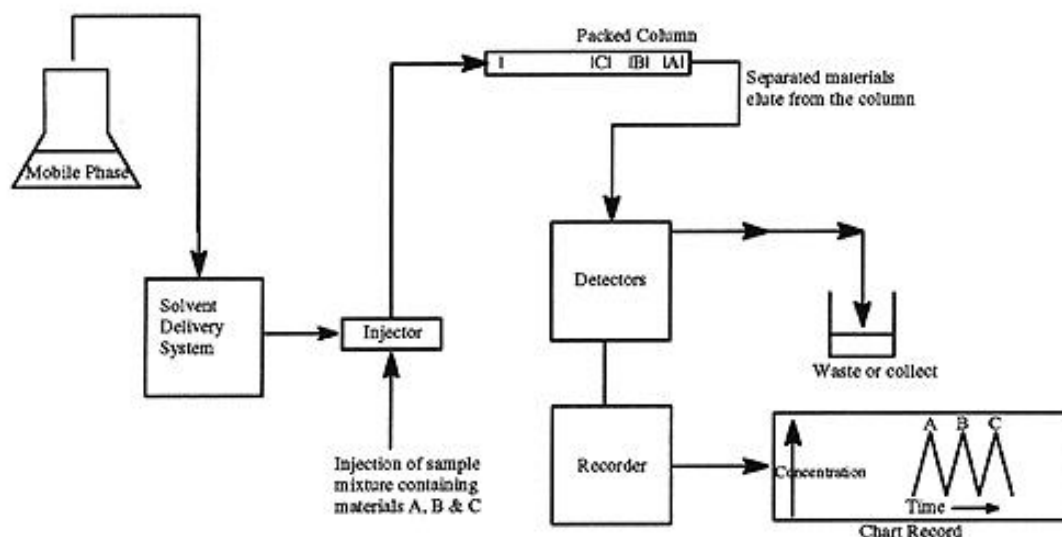 Packed Column
|
|C|
|B|
|A|
Separated materials
elute from the column
Mobile Phase
Solvent
Delivery
System
Injector
Detectors
Waste or collect
Injection of sample
mixture containing
materials A, B & C
Recorder
Concentration
A
B
C
Time
Chart Record